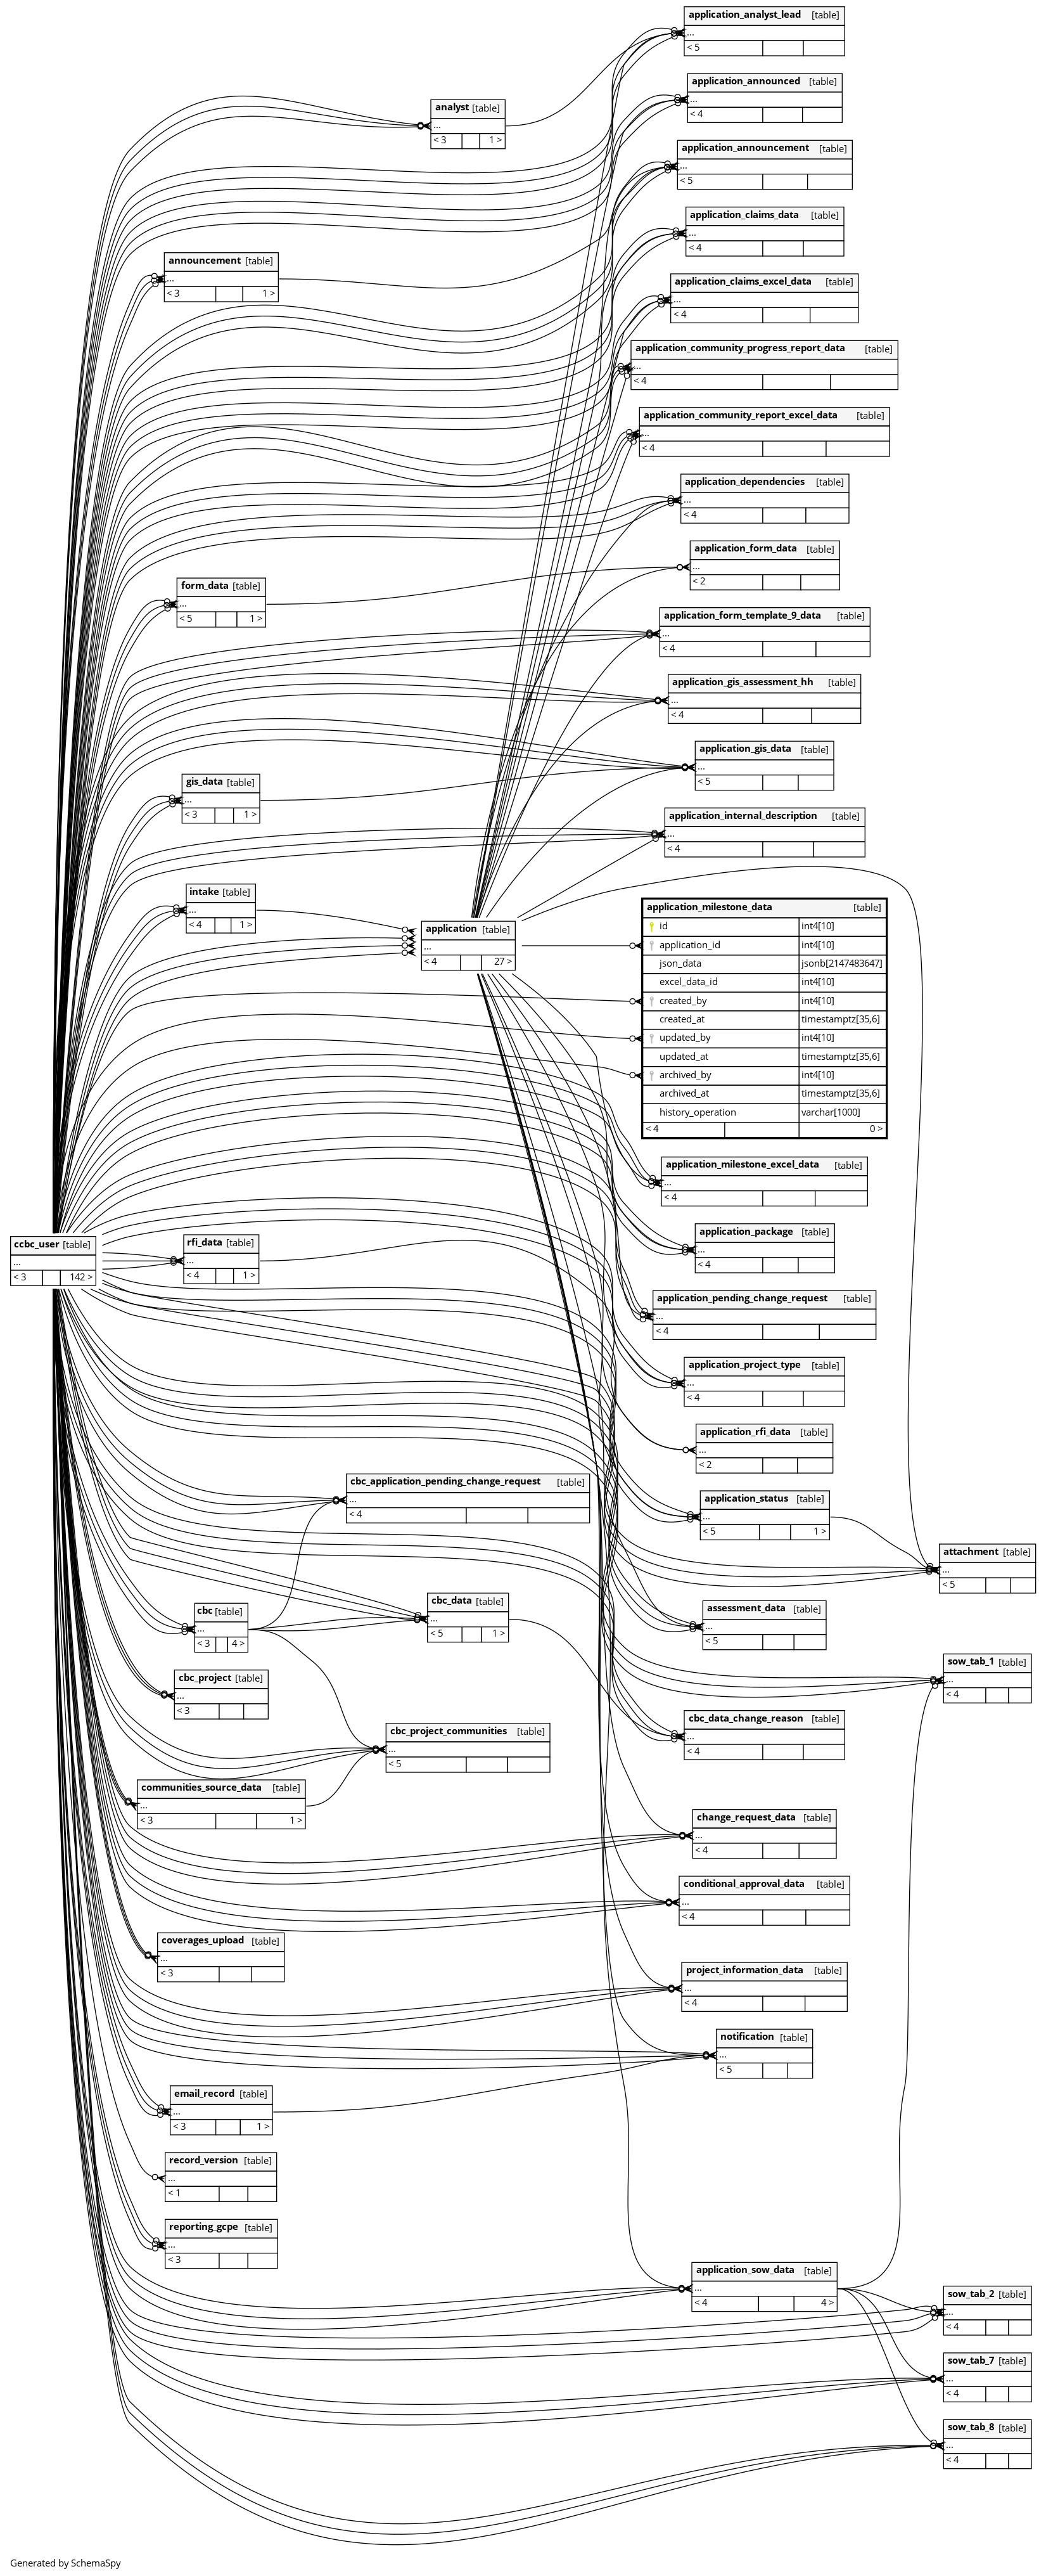 application_analyst_lead [table]
...
< 5
application_announced [table]
...
< 4
analyst [table]
...
< 3 1 >
application_announcement [table]
...
< 5
application_claims_data [table]
...
< 4
announcement [table]
...
< 3 1 >
application_claims_excel_data [table]
...
< 4
application_community_progress_report_data [table]
...
< 4
application_community_report_excel_data [table]
...
< 4
application_dependencies [table]
...
< 4
application_form_data [table]
...
< 2
form_data [table]
...
< 5 1 >
application_form_template_9_data [table]
...
< 4
application_gis_assessment_hh [table]
...
< 4
application_gis_data [table]
...
< 5
gis_data [table]
...
< 3 1 >
application_internal_description [table]
...
< 4
intake [table]
...
< 4 1 >
application [table]
...
< 4 27 >
application_milestone_data [table]
id int4[10]
application_id int4[10]
json_data jsonb[2147483647]
excel_data_id int4[10]
created_by int4[10]
created_at timestamptz[35,6]
updated_by int4[10]
updated_at timestamptz[35,6]
archived_by int4[10]
archived_at timestamptz[35,6]
history_operation varchar[1000]
< 4 0 >
application_milestone_excel_data [table]
...
< 4
application_package [table]
...
< 4
ccbc_user [table]
...
< 3 142 >
rfi_data [table]
...
< 4 1 >
application_pending_change_request [table]
...
< 4
application_project_type [table]
...
< 4
application_rfi_data [table]
...
< 2
cbc_application_pending_change_request [table]
...
< 4
application_status [table]
...
< 5 1 >
attachment [table]
...
< 5
cbc [table]
...
< 3 4 >
cbc_data [table]
...
< 5 1 >
assessment_data [table]
...
< 5
sow_tab_1 [table]
...
< 4
cbc_project [table]
...
< 3
cbc_data_change_reason [table]
...
< 4
cbc_project_communities [table]
...
< 5
communities_source_data [table]
...
< 3 1 >
change_request_data [table]
...
< 4
conditional_approval_data [table]
...
< 4
coverages_upload [table]
...
< 3
project_information_data [table]
...
< 4
notification [table]
...
< 5
email_record [table]
...
< 3 1 >
record_version [table]
...
< 1
reporting_gcpe [table]
...
< 3
application_sow_data [table]
...
< 4 4 >
sow_tab_2 [table]
...
< 4
sow_tab_7 [table]
...
< 4
sow_tab_8 [table]
...
< 4
Generated by SchemaSpy